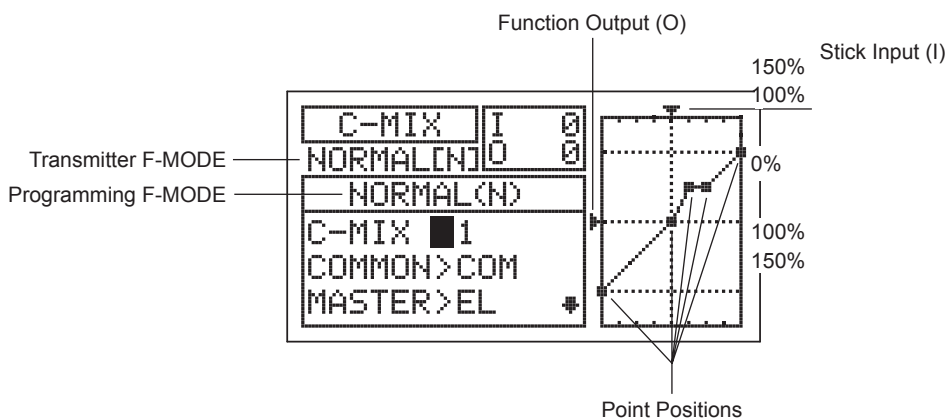 Function Output (O)
Stick Input (I)
150%
100%
C-MIX
I 0
NORMAL[N]
O 0
Transmitter F-MODE
Programming F-MODE
NORMAL(N)
0%
C-MIX 1
COMMON>COM
MASTER>EL
100%
150%
Point Positions